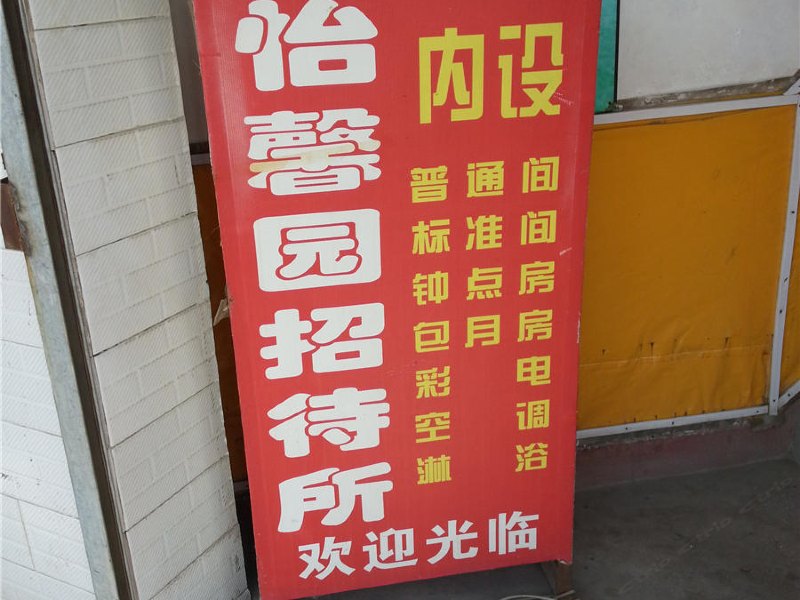 怡馨园招待所
内设
普通间
标准间
钟点房
包月房
彩电
空调
淋浴
欢迎光临